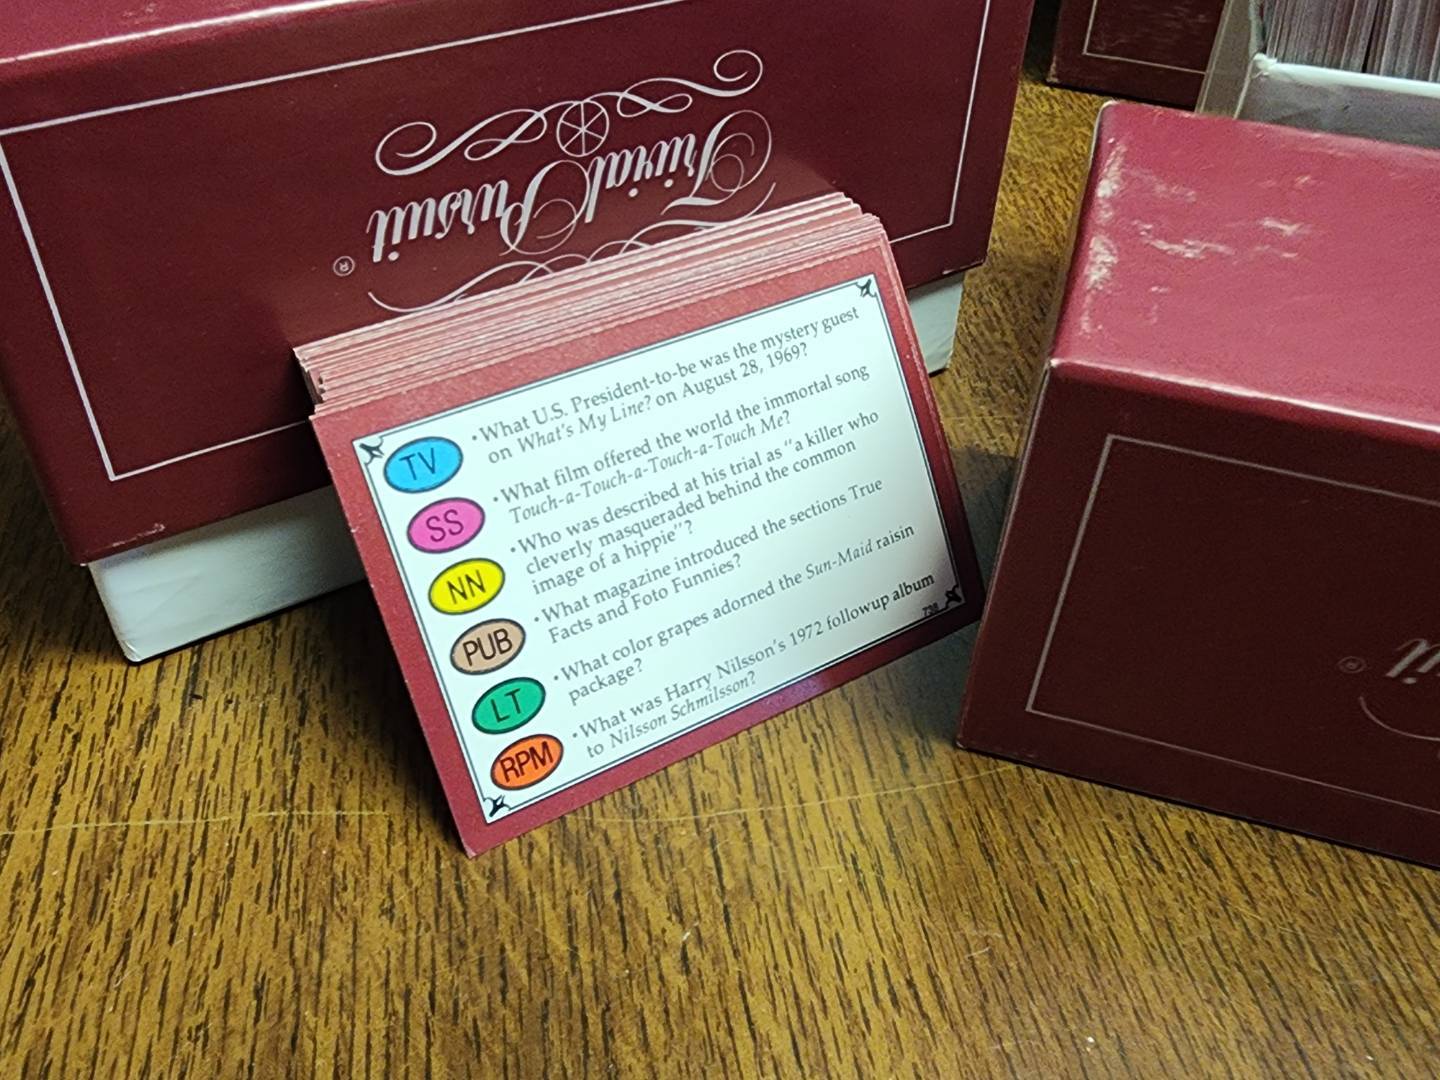 Trivial Pursuit®
TV
• What U.S. President-to-be was the mystery guest
on What's My Line? on August 28, 1969?
SS
• What film offered the world the immortal song
Touch-a-Touch-a-Touch-a-Touch Me?
NN
• Who was described at his trial as "a killer who
cleverly masqueraded behind the common
image of a hippie"?
PUB
• What magazine introduced the sections True
Facts and Foto Funnies?
LT
• What color grapes adorned the Sun-Maid raisin
package?
RPM
• What was Harry Nilsson's 1972 followup album
to Nilsson Schmilsson?
®